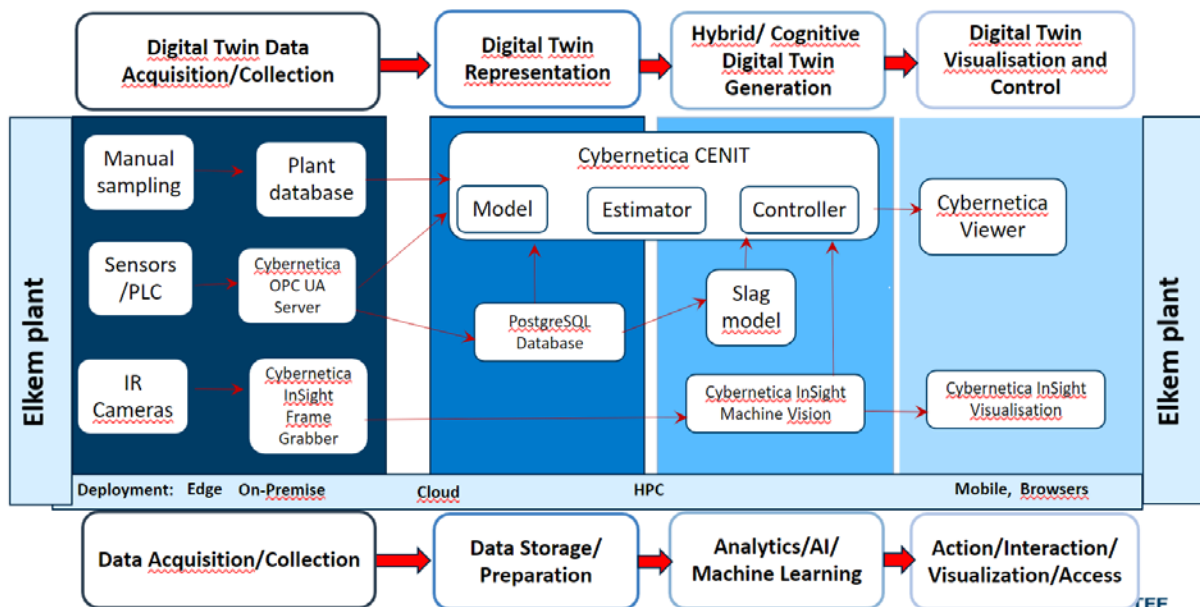 Digital Twin Data
Acquisition/Collection
Digital Twin
Representation
Hybrid/ Cognitive
Digital Twin
Generation
Digital Twin
Visualisation and
Control
Elkem plant
Manual
sampling
Plant
database
Sensors
/PLC
Cybernetica
OPC UA
Server
IR
Cameras
Cybernetica
InSight
Frame
Grabber
Cybernetica CENIT
Model
Estimator
Controller
PostgreSQL
Database
Slag
model
Cybernetica InSight
Machine Vision
Cybernetica
Viewer
Cybernetica InSight
Visualisation
Elkem plant
Deployment: Edge On-Premise Cloud HPC Mobile, Browsers
Data Acquisition/Collection
Data Storage/
Preparation
Analytics/AI/
Machine Learning
Action/Interaction/
Visualization/Access